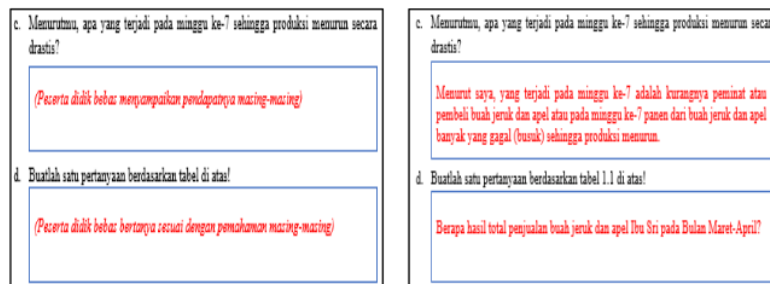 c. Menurutmu, apa yang terjadi pada minggu ke-7 sehingga produksi menurun secara
drastis?
(Peserta didik bebas menyampaikan pendapatnya masing-masing)
d. Buatlah satu pertanyaan berdasarkan tabel di atas!
(Peserta didik bebas bertanya sesuai dengan pemahaman masing-masing)
c. Menurutmu, apa yang terjadi pada minggu ke-7 sehingga produksi menurun secar
drastis?
Menurut saya, yang terjadi pada minggu ke-7 adalah kurangnya peminat atau
pembeli buah jeruk dan apel atau pada minggu ke-7 panen dari buah jeruk dan apel
banyak yang gagal (busuk) sehingga produksi menurun.
d. Buatlah satu pertanyaan berdasarkan tabel 1.1 di atas!
Berapa hasil total penjualan buah jeruk dan apel Ibu Sri pada Bulan Maret-April?